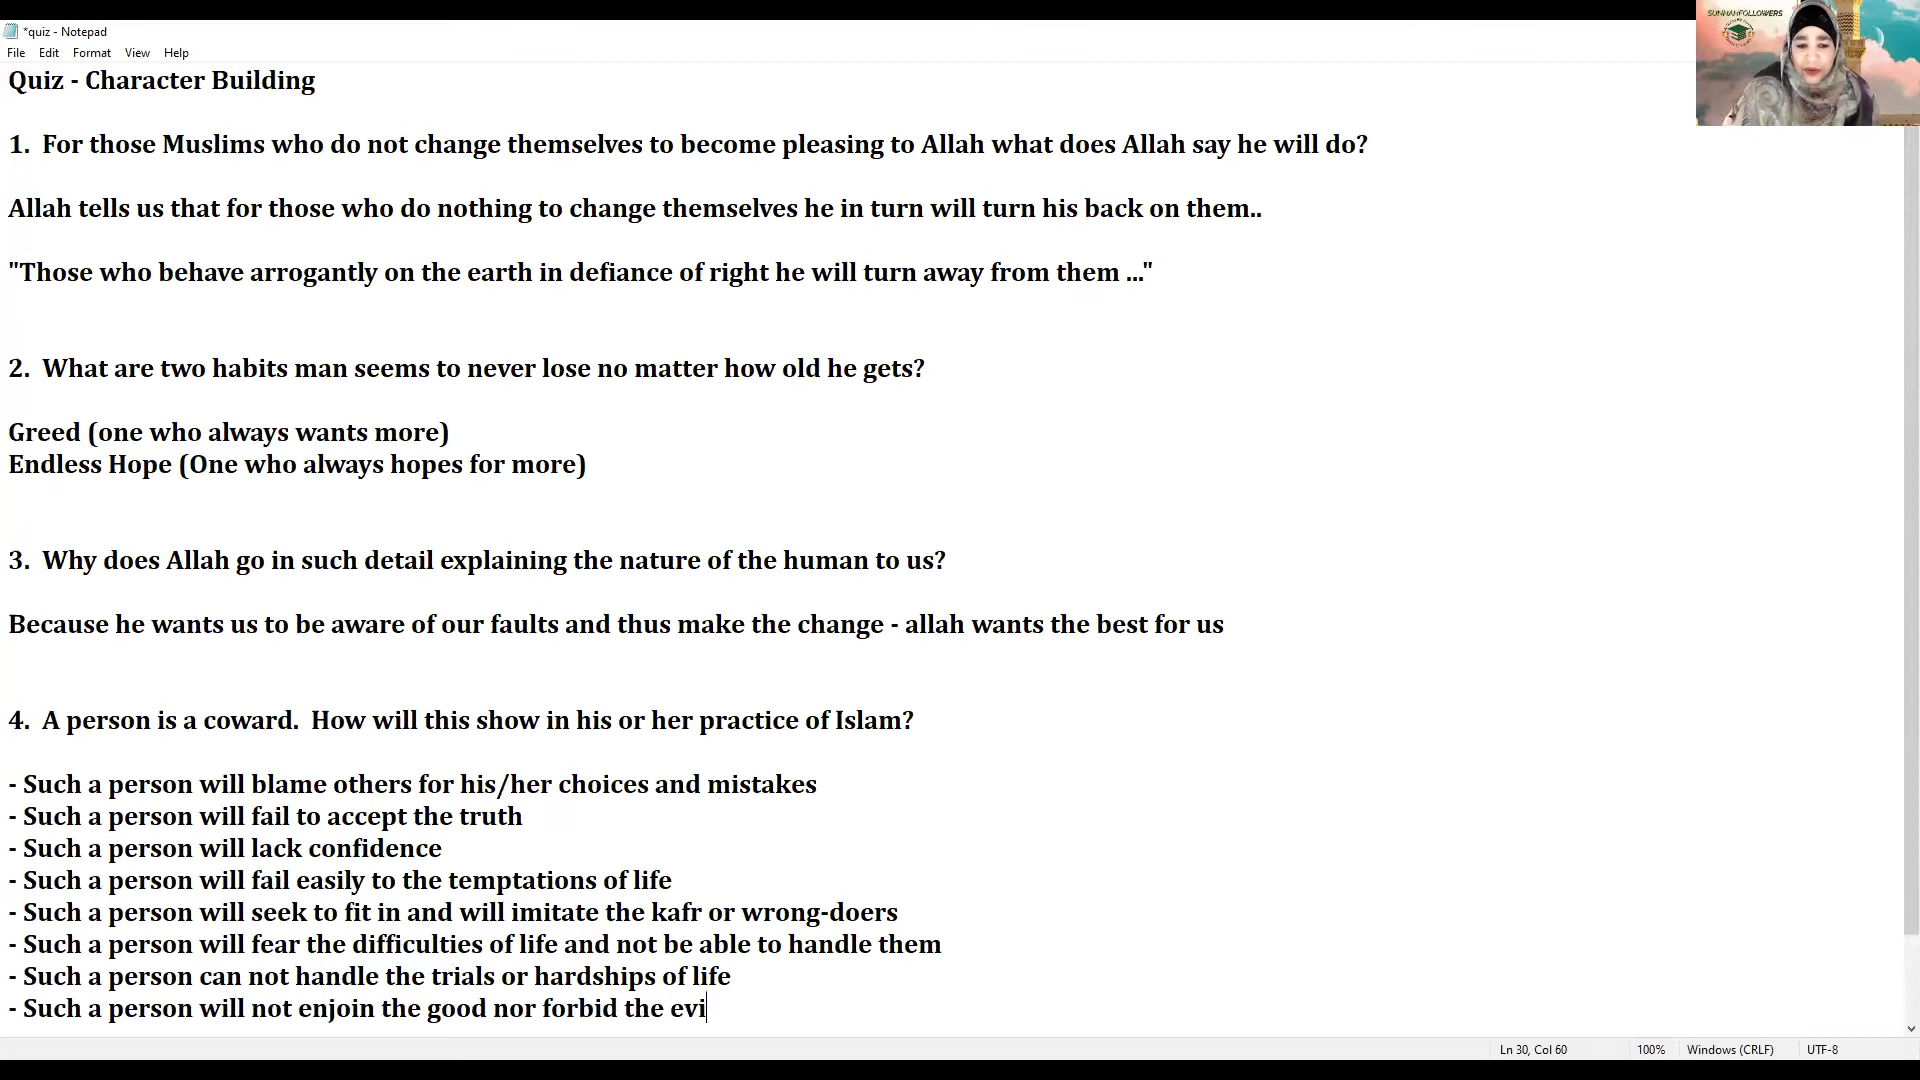 *quiz - Notepad
File Edit Format View Help
SUNNAHFOLLOWERS
Quiz - Character Building
1.  For those Muslims who do not change themselves to become pleasing to Allah what does Allah say he will do?
Allah tells us that for those who do nothing to change themselves he in turn will turn his back on them..
"Those who behave arrogantly on the earth in defiance of right he will turn away from them ..."
2.  What are two habits man seems to never lose no matter how old he gets?
Greed (one who always wants more)
Endless Hope (One who always hopes for more)
3.  Why does Allah go in such detail explaining the nature of the human to us?
Because he wants us to be aware of our faults and thus make the change - allah wants the best for us
4.  A person is a coward.  How will this show in his or her practice of Islam?
- Such a person will blame others for his/her choices and mistakes
- Such a person will fail to accept the truth
- Such a person will lack confidence
- Such a person will fail easily to the temptations of life
- Such a person will seek to fit in and will imitate the kafr or wrong-doers
- Such a person will fear the difficulties of life and not be able to handle them
- Such a person can not handle the trials or hardships of life
- Such a person will not enjoin the good nor forbid the evi
Ln 30, Col 60 100% Windows (CRLF) UTF-8